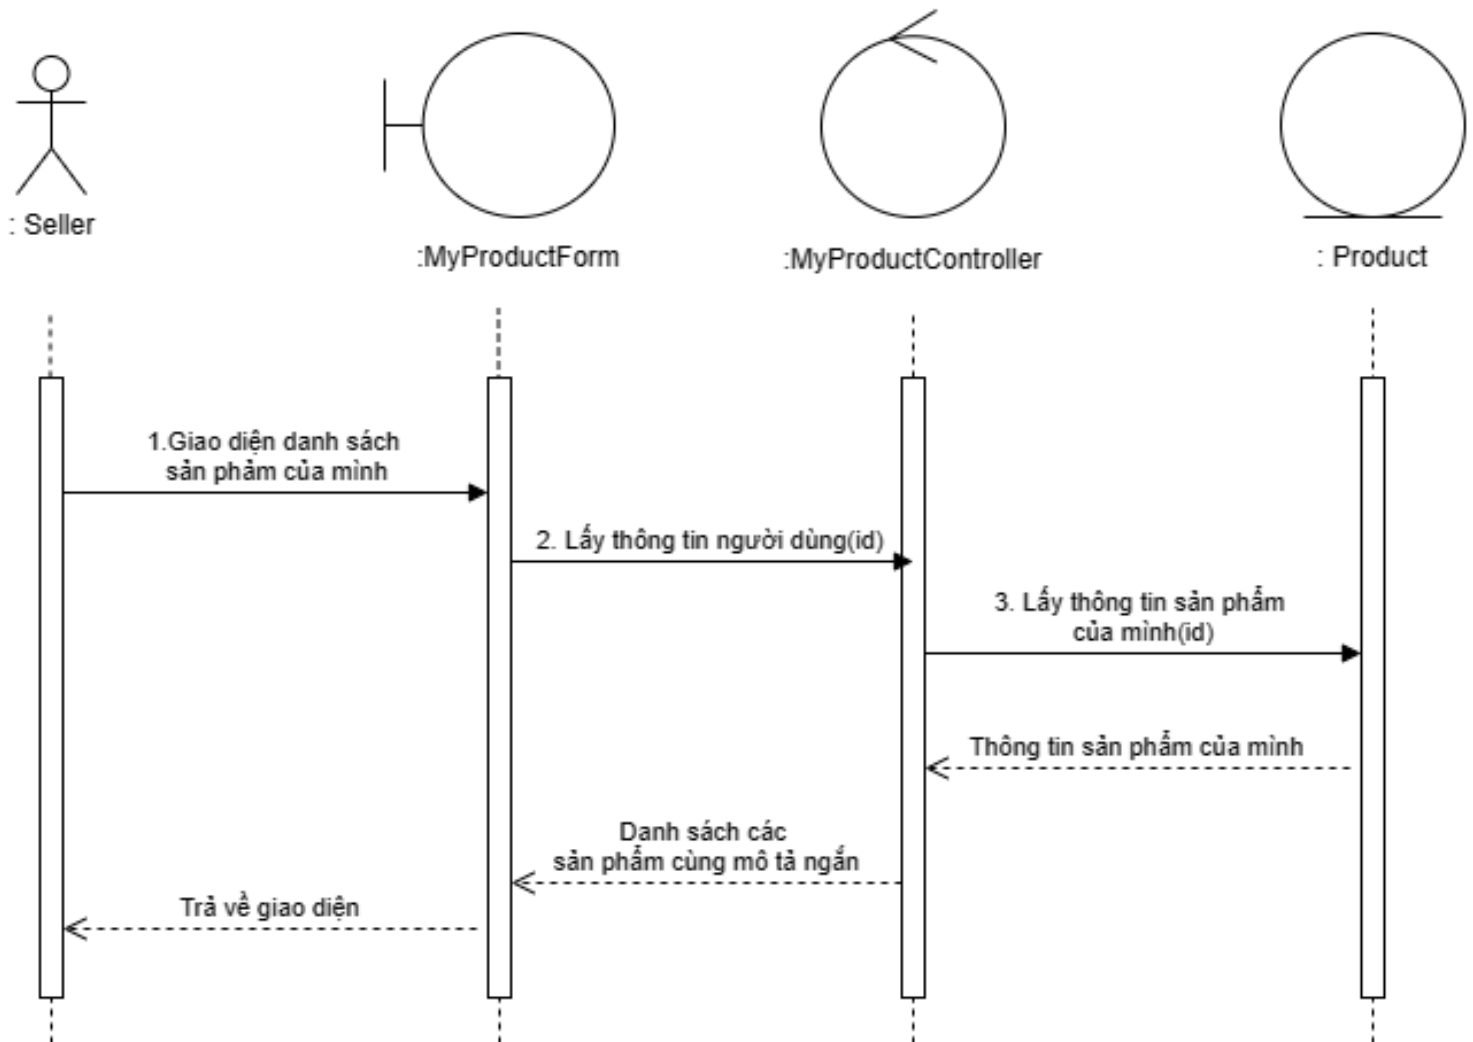 : Seller
:MyProductForm
:MyProductController
: Product
1.Giao diện danh sách
sản phảm của mình
2. Lấy thông tin người dùng(id)
3. Lấy thông tin sản phẩm
của mình(id)
Thông tin sản phẩm của mình
Danh sách các
sản phẩm cùng mô tả ngắn
Trả về giao diện